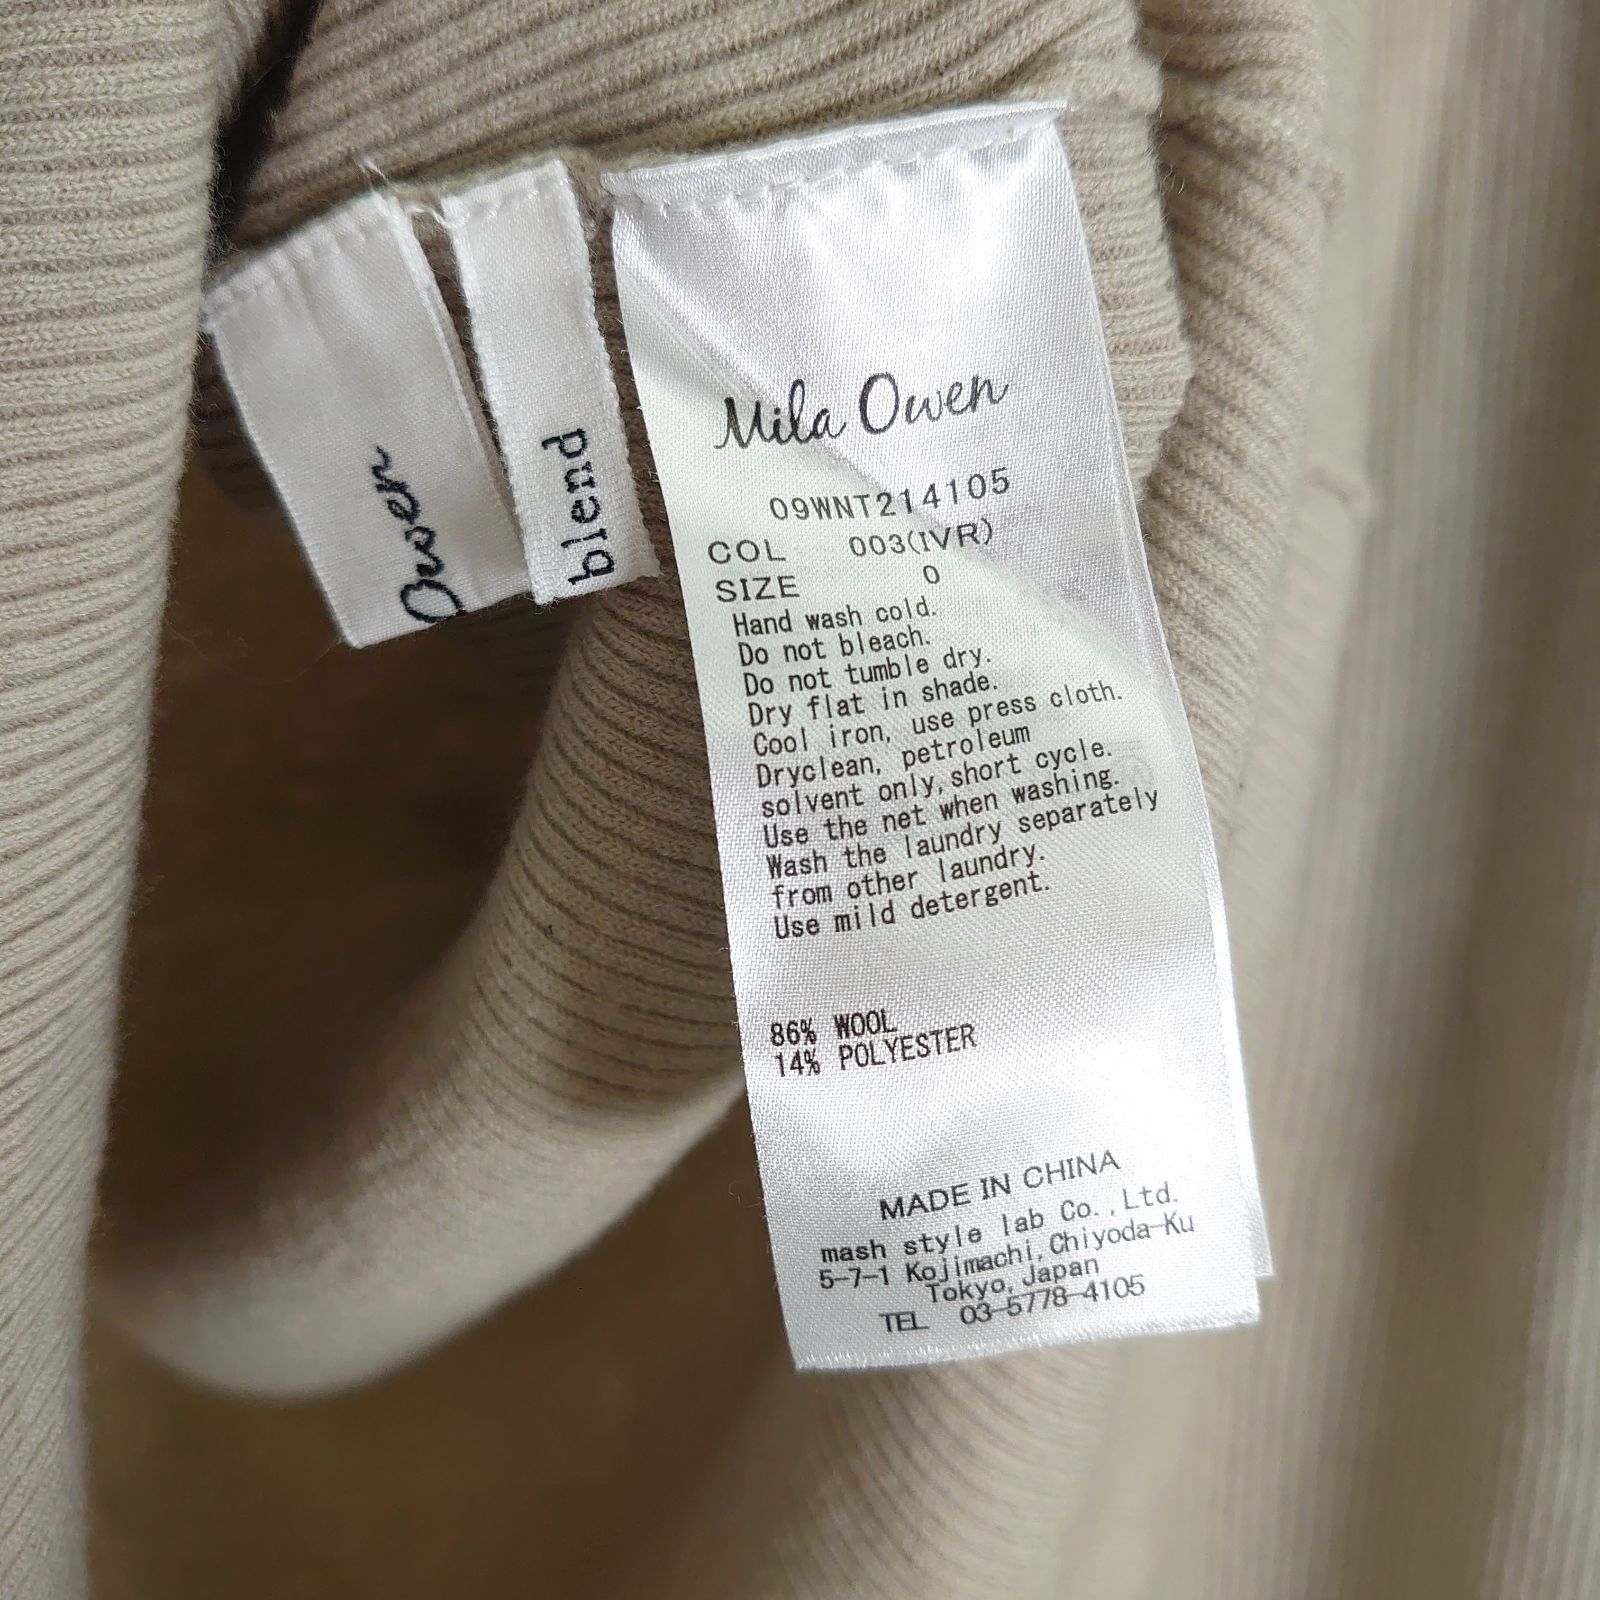 Owen
blend
Mila Owen
09WNT214105
COL 003(IVR)
SIZE 0
Hand wash cold.
Do not bleach.
Do not tumble dry.
Dry flat in shade.
Cool iron, use press cloth.
Dryclean, petroleum
solvent only,short cycle.
Use the net when washing.
Wash the laundry separately
from other laundry.
Use mild detergent.
86% WOOL
14% POLYESTER
MADE IN CHINA
mash style lab Co.,Ltd.
5-7-1 Kojimachi,Chiyoda-Ku
Tokyo, Japan
TEL 03-5778-4105